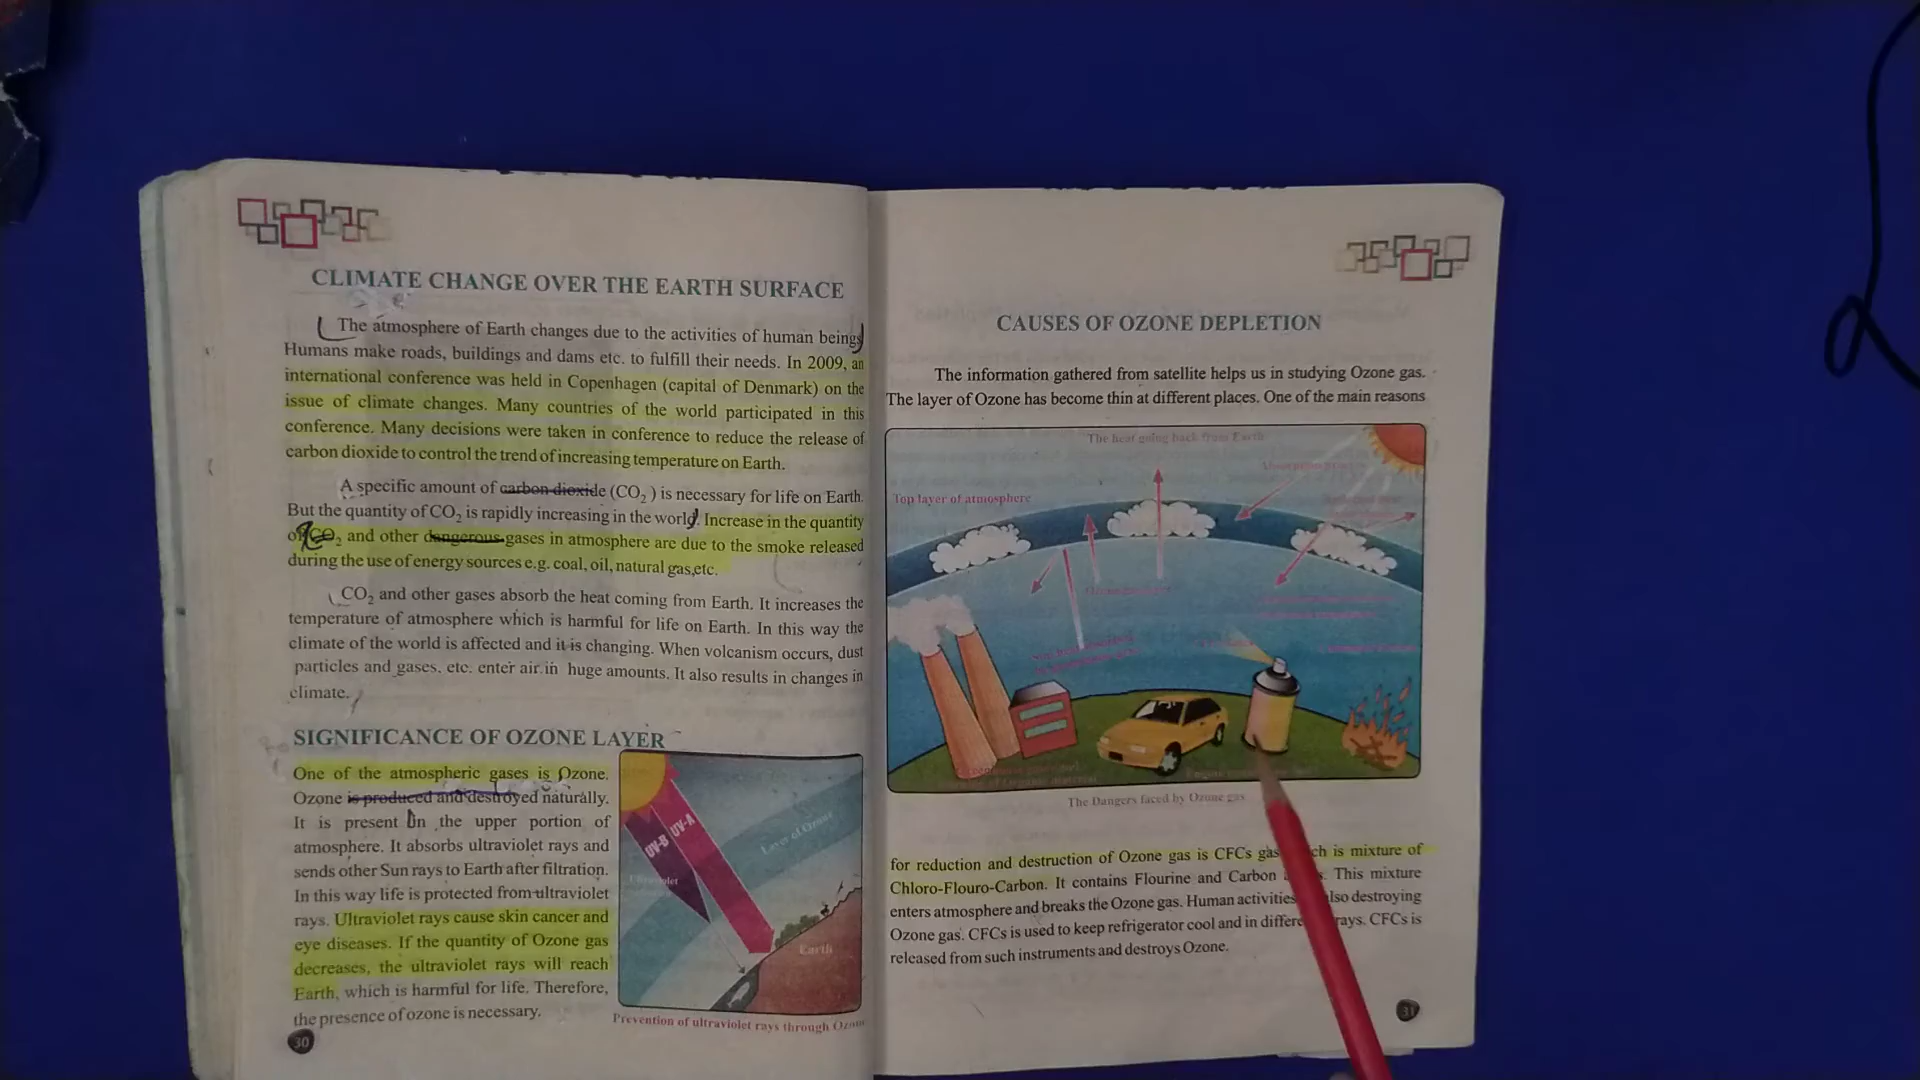 CLIMATE CHANGE OVER THE EARTH SURFACE
The atmosphere of Earth changes due to the activities of human beings
Humans make roads, buildings and dams etc. to fulfill their needs. In 2009, an
international conference was held in Copenhagen (capital of Denmark) on the
issue of climate changes. Many countries of the world participated in this
conference. Many decisions were taken in conference to reduce the release of
carbon dioxide to control the trend of increasing temperature on Earth.
A specific amount of carbon dioxide (CO₂) is necessary for life on Earth.
But the quantity of CO₂ is rapidly increasing in the world. Increase in the quantity
of CO₂ and other dangerous gases in atmosphere are due to the smoke released
during the use of energy sources e.g. coal, oil, natural gas,etc.
CO₂ and other gases absorb the heat coming from Earth. It increases the
temperature of atmosphere which is harmful for life on Earth. In this way the
climate of the world is affected and it is changing. When volcanism occurs, dust
particles and gases, etc. enter air in huge amounts. It also results in changes in
climate.
SIGNIFICANCE OF OZONE LAYER
One of the atmospheric gases is Ozone.
Ozone is produced and destroyed naturally.
It is present in the upper portion of
atmosphere. It absorbs ultraviolet rays and
sends other Sun rays to Earth after filtration.
In this way life is protected from ultraviolet
rays. Ultraviolet rays cause skin cancer and
eye diseases. If the quantity of Ozone gas
decreases, the ultraviolet rays will reach
Earth, which is harmful for life. Therefore,
the presence of ozone is necessary.
UV-B
UV-A
Layer of Ozone
Ultraviolet
Earth
Prevention of ultraviolet rays through Ozone
30
CAUSES OF OZONE DEPLETION
The information gathered from satellite helps us in studying Ozone gas.
The layer of Ozone has become thin at different places. One of the main reasons
The heat going back from Earth
Top layer of atmosphere
The Dangers faced by Ozone gas
for reduction and destruction of Ozone gas is CFCs gas which is mixture of
Chloro-Flouro-Carbon. It contains Flourine and Carbon. This mixture
enters atmosphere and breaks the Ozone gas. Human activities also destroying
Ozone gas. CFCs is used to keep refrigerator cool and in different rays. CFCs is
released from such instruments and destroys Ozone.
31